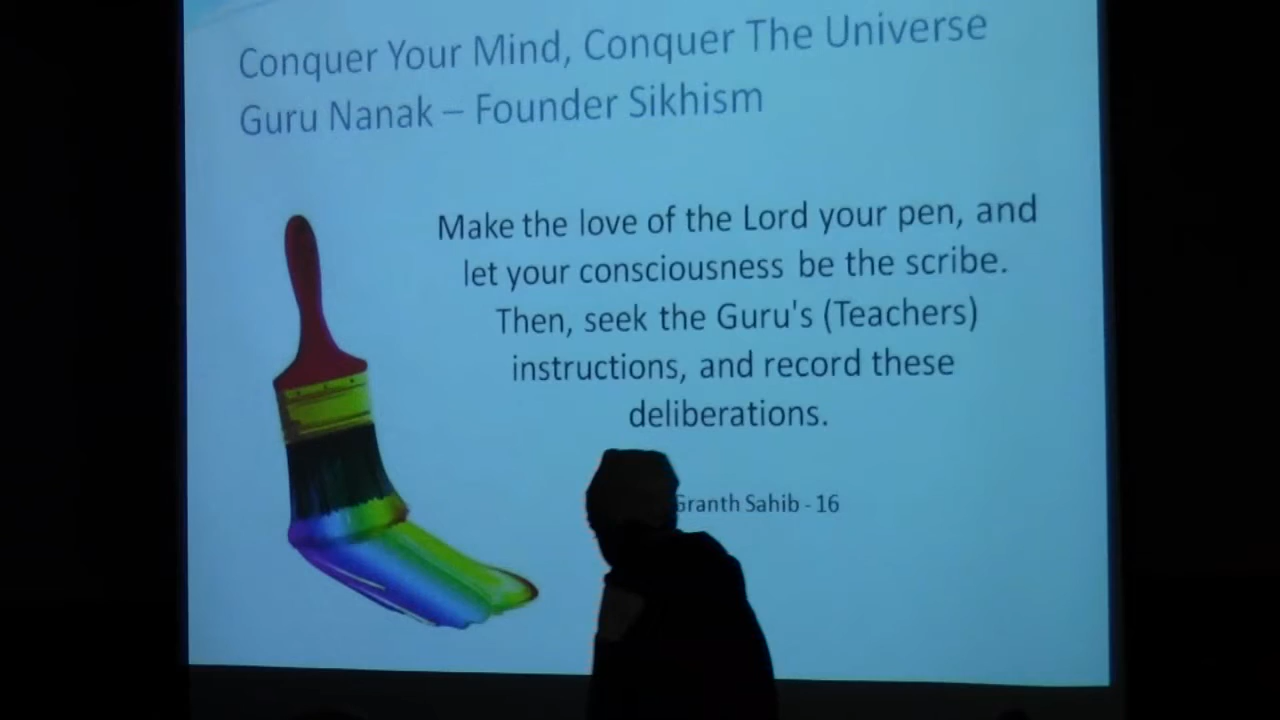 Conquer Your Mind, Conquer The Universe
Guru Nanak – Founder Sikhism
Make the love of the Lord your pen, and
let your consciousness be the scribe.
Then, seek the Guru's (Teachers)
instructions, and record these
deliberations.
Granth Sahib - 16